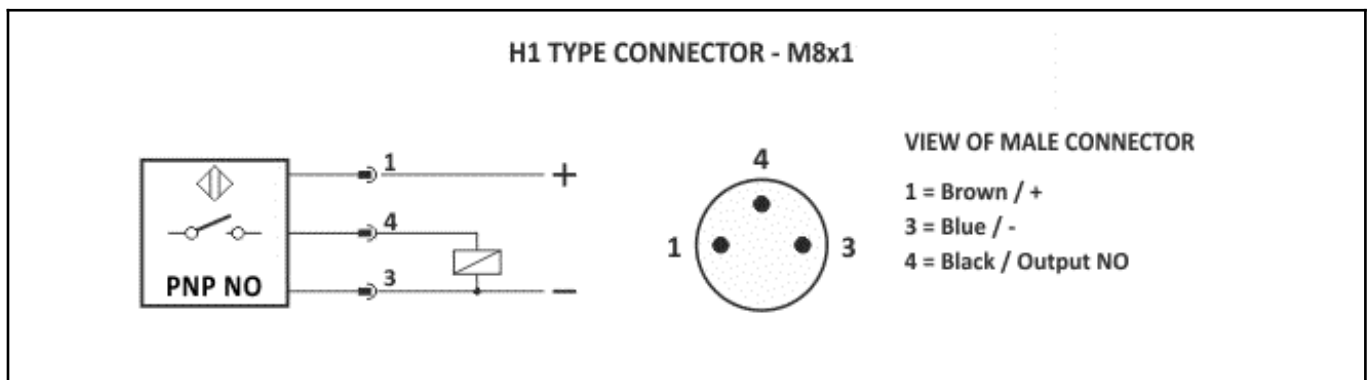 H1 TYPE CONNECTOR - M8x1
1
+
4
3
−
PNP NO
4
1
3
VIEW OF MALE CONNECTOR
1 = Brown / +
3 = Blue / -
4 = Black / Output NO